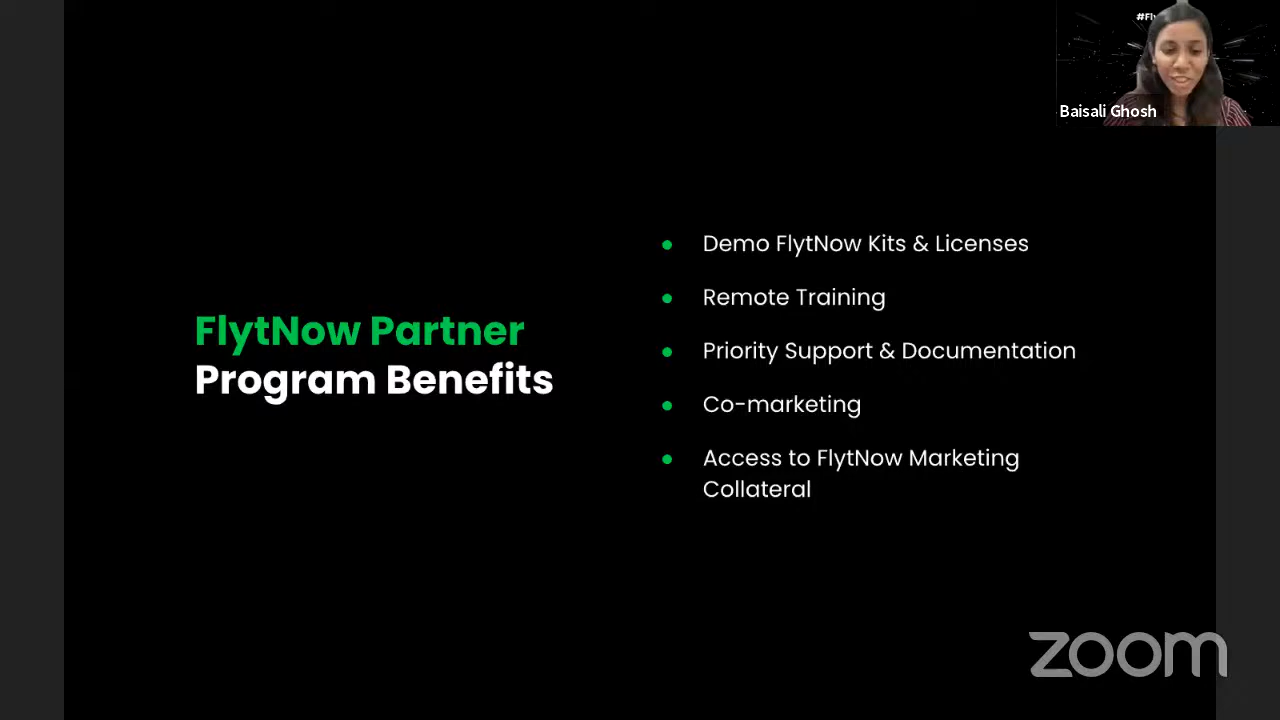 Baisali Ghosh
FlytNow Partner
Program Benefits
Demo FlytNow Kits & Licenses
Remote Training
Priority Support & Documentation
Co-marketing
Access to FlytNow Marketing
Collateral
zoom